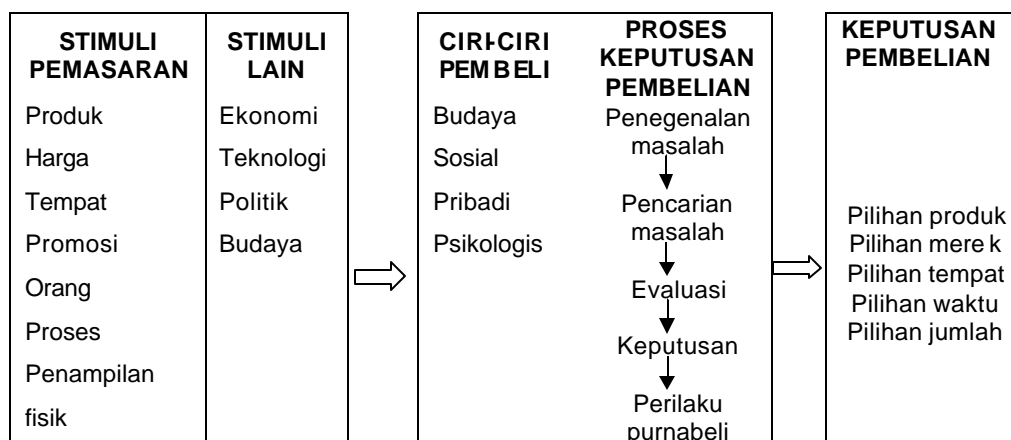 STIMULI
PEMASARAN
Produk
Harga
Tempat
Promosi
Orang
Proses
Penampilan
fisik
STIMULI
LAIN
Ekonomi
Teknologi
Politik
Budaya
CIRI-CIRI
PEMBELI
Budaya
Sosial
Pribadi
Psikologis
PROSES
KEPUTUSAN
PEMBELIAN
Penegenalan
masalah
Pencarian
masalah
Evaluasi
Keputusan
Perilaku
purnabeli
KEPUTUSAN
PEMBELIAN
Pilihan produk
Pilihan merek
Pilihan tempat
Pilihan waktu
Pilihan jumlah